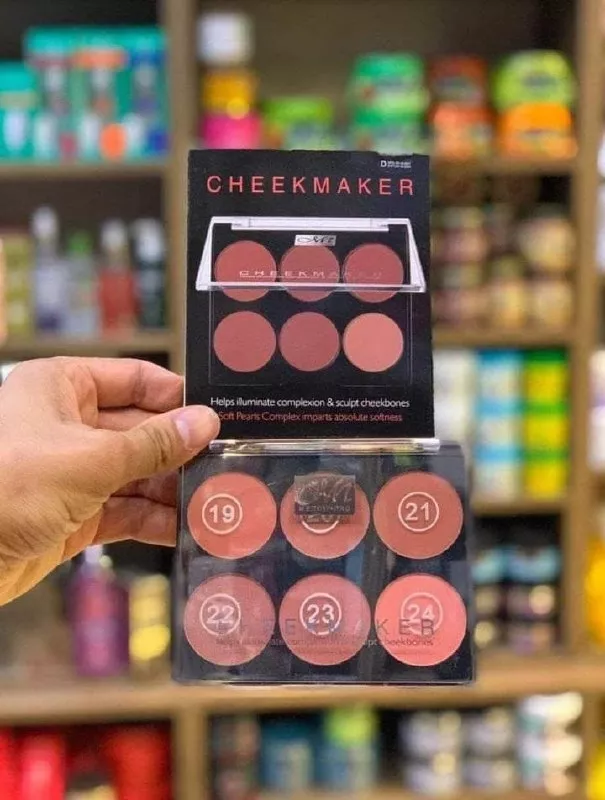 CHEEKMAKER
CHEEKMAKER
Helps illuminate complexion & sculpt cheekbones
Soft Pearls Complex imparts absolute softness
19
20
21
22
23
24
CHEEKMAKER